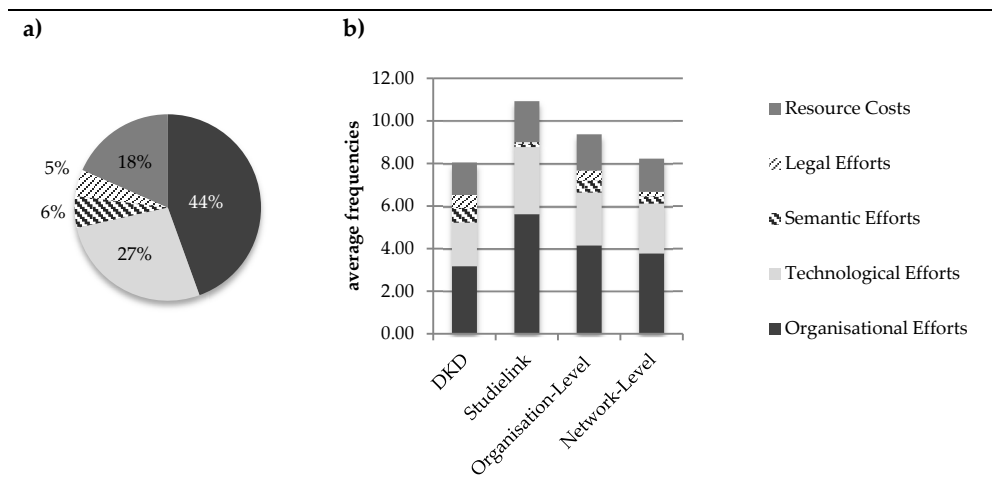 a)
5%
18%
6%
44%
27%
b)
average frequencies
12.00
10.00
8.00
6.00
4.00
2.00
0.00
DKD
Studielink
Organisation-Level
Network-Level
Resource Costs
Legal Efforts
Semantic Efforts
Technological Efforts
Organisational Efforts